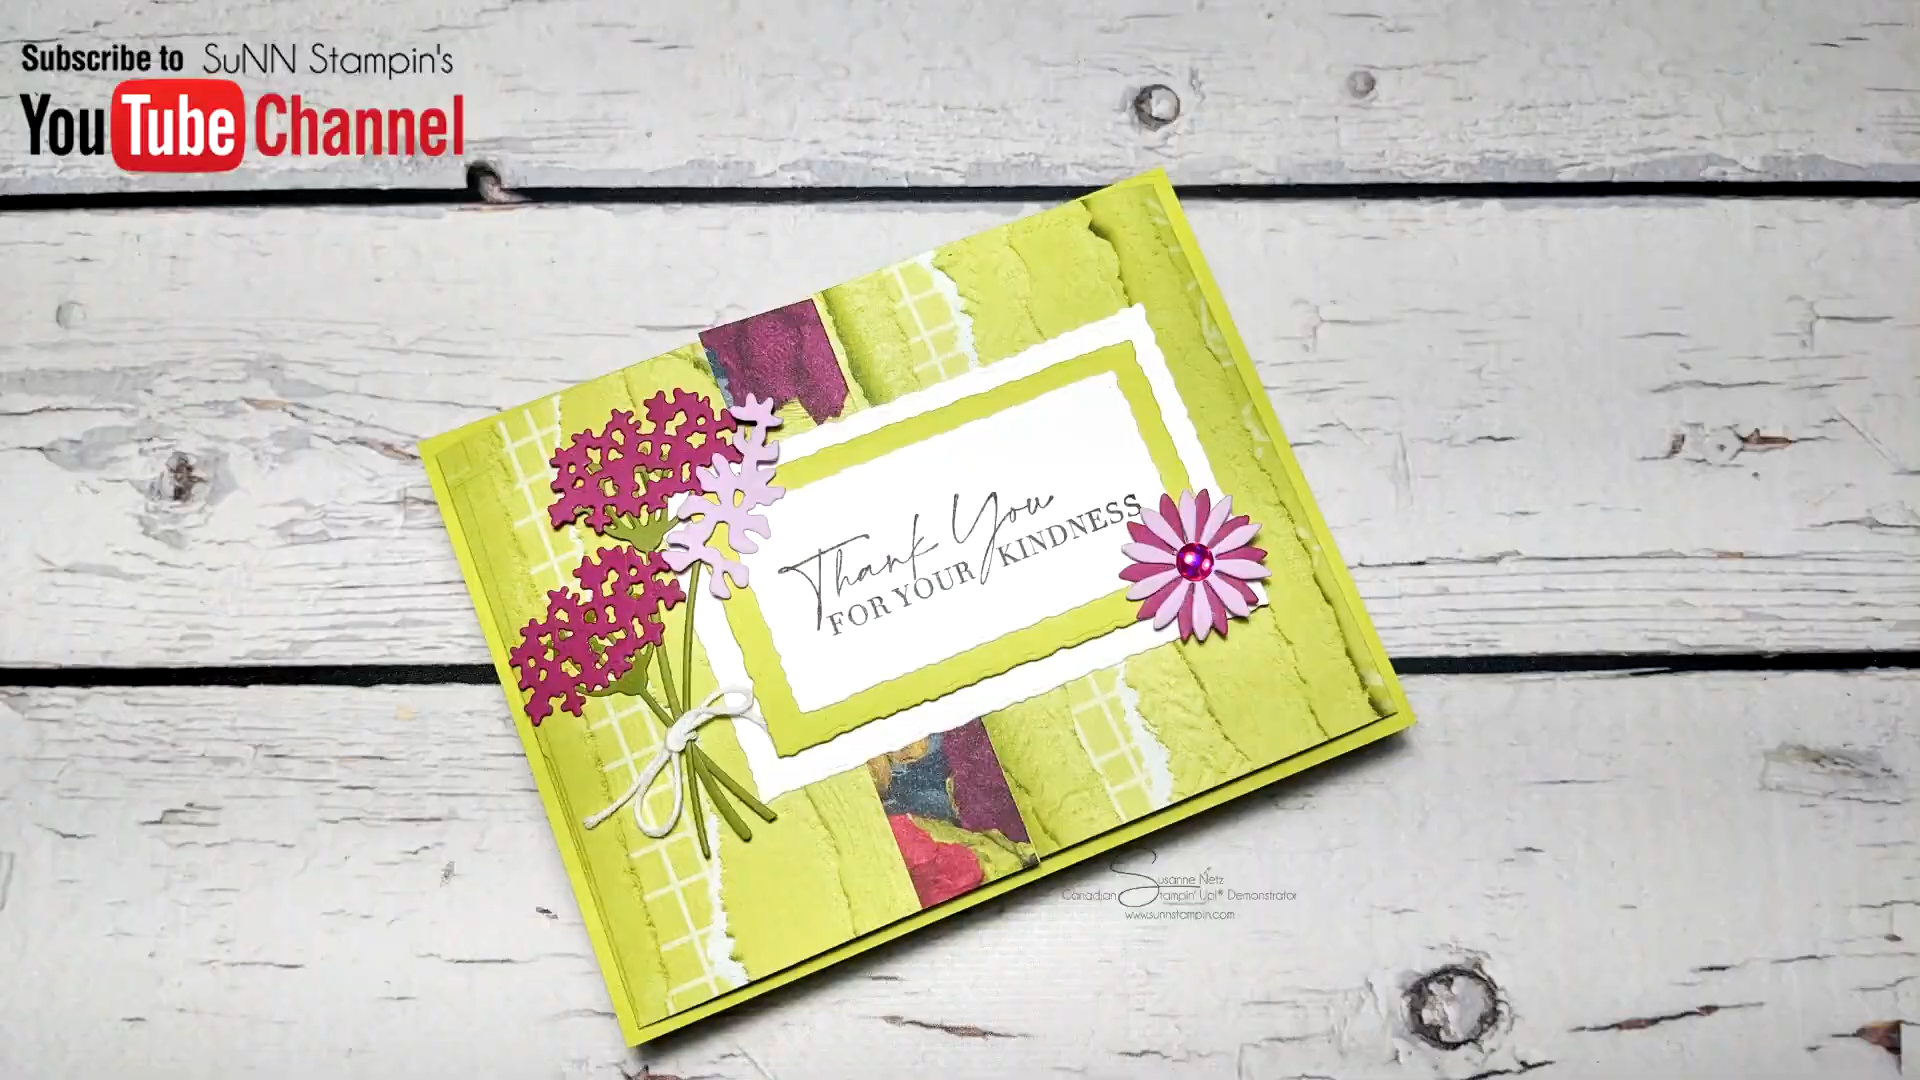 Subscribe to SuNN Stampin's
YouTube Channel
Thank You
FOR YOUR KINDNESS
Susanne Netz
Canadian Stampin' Up!® Demonstrator
www.sunnstampin.com